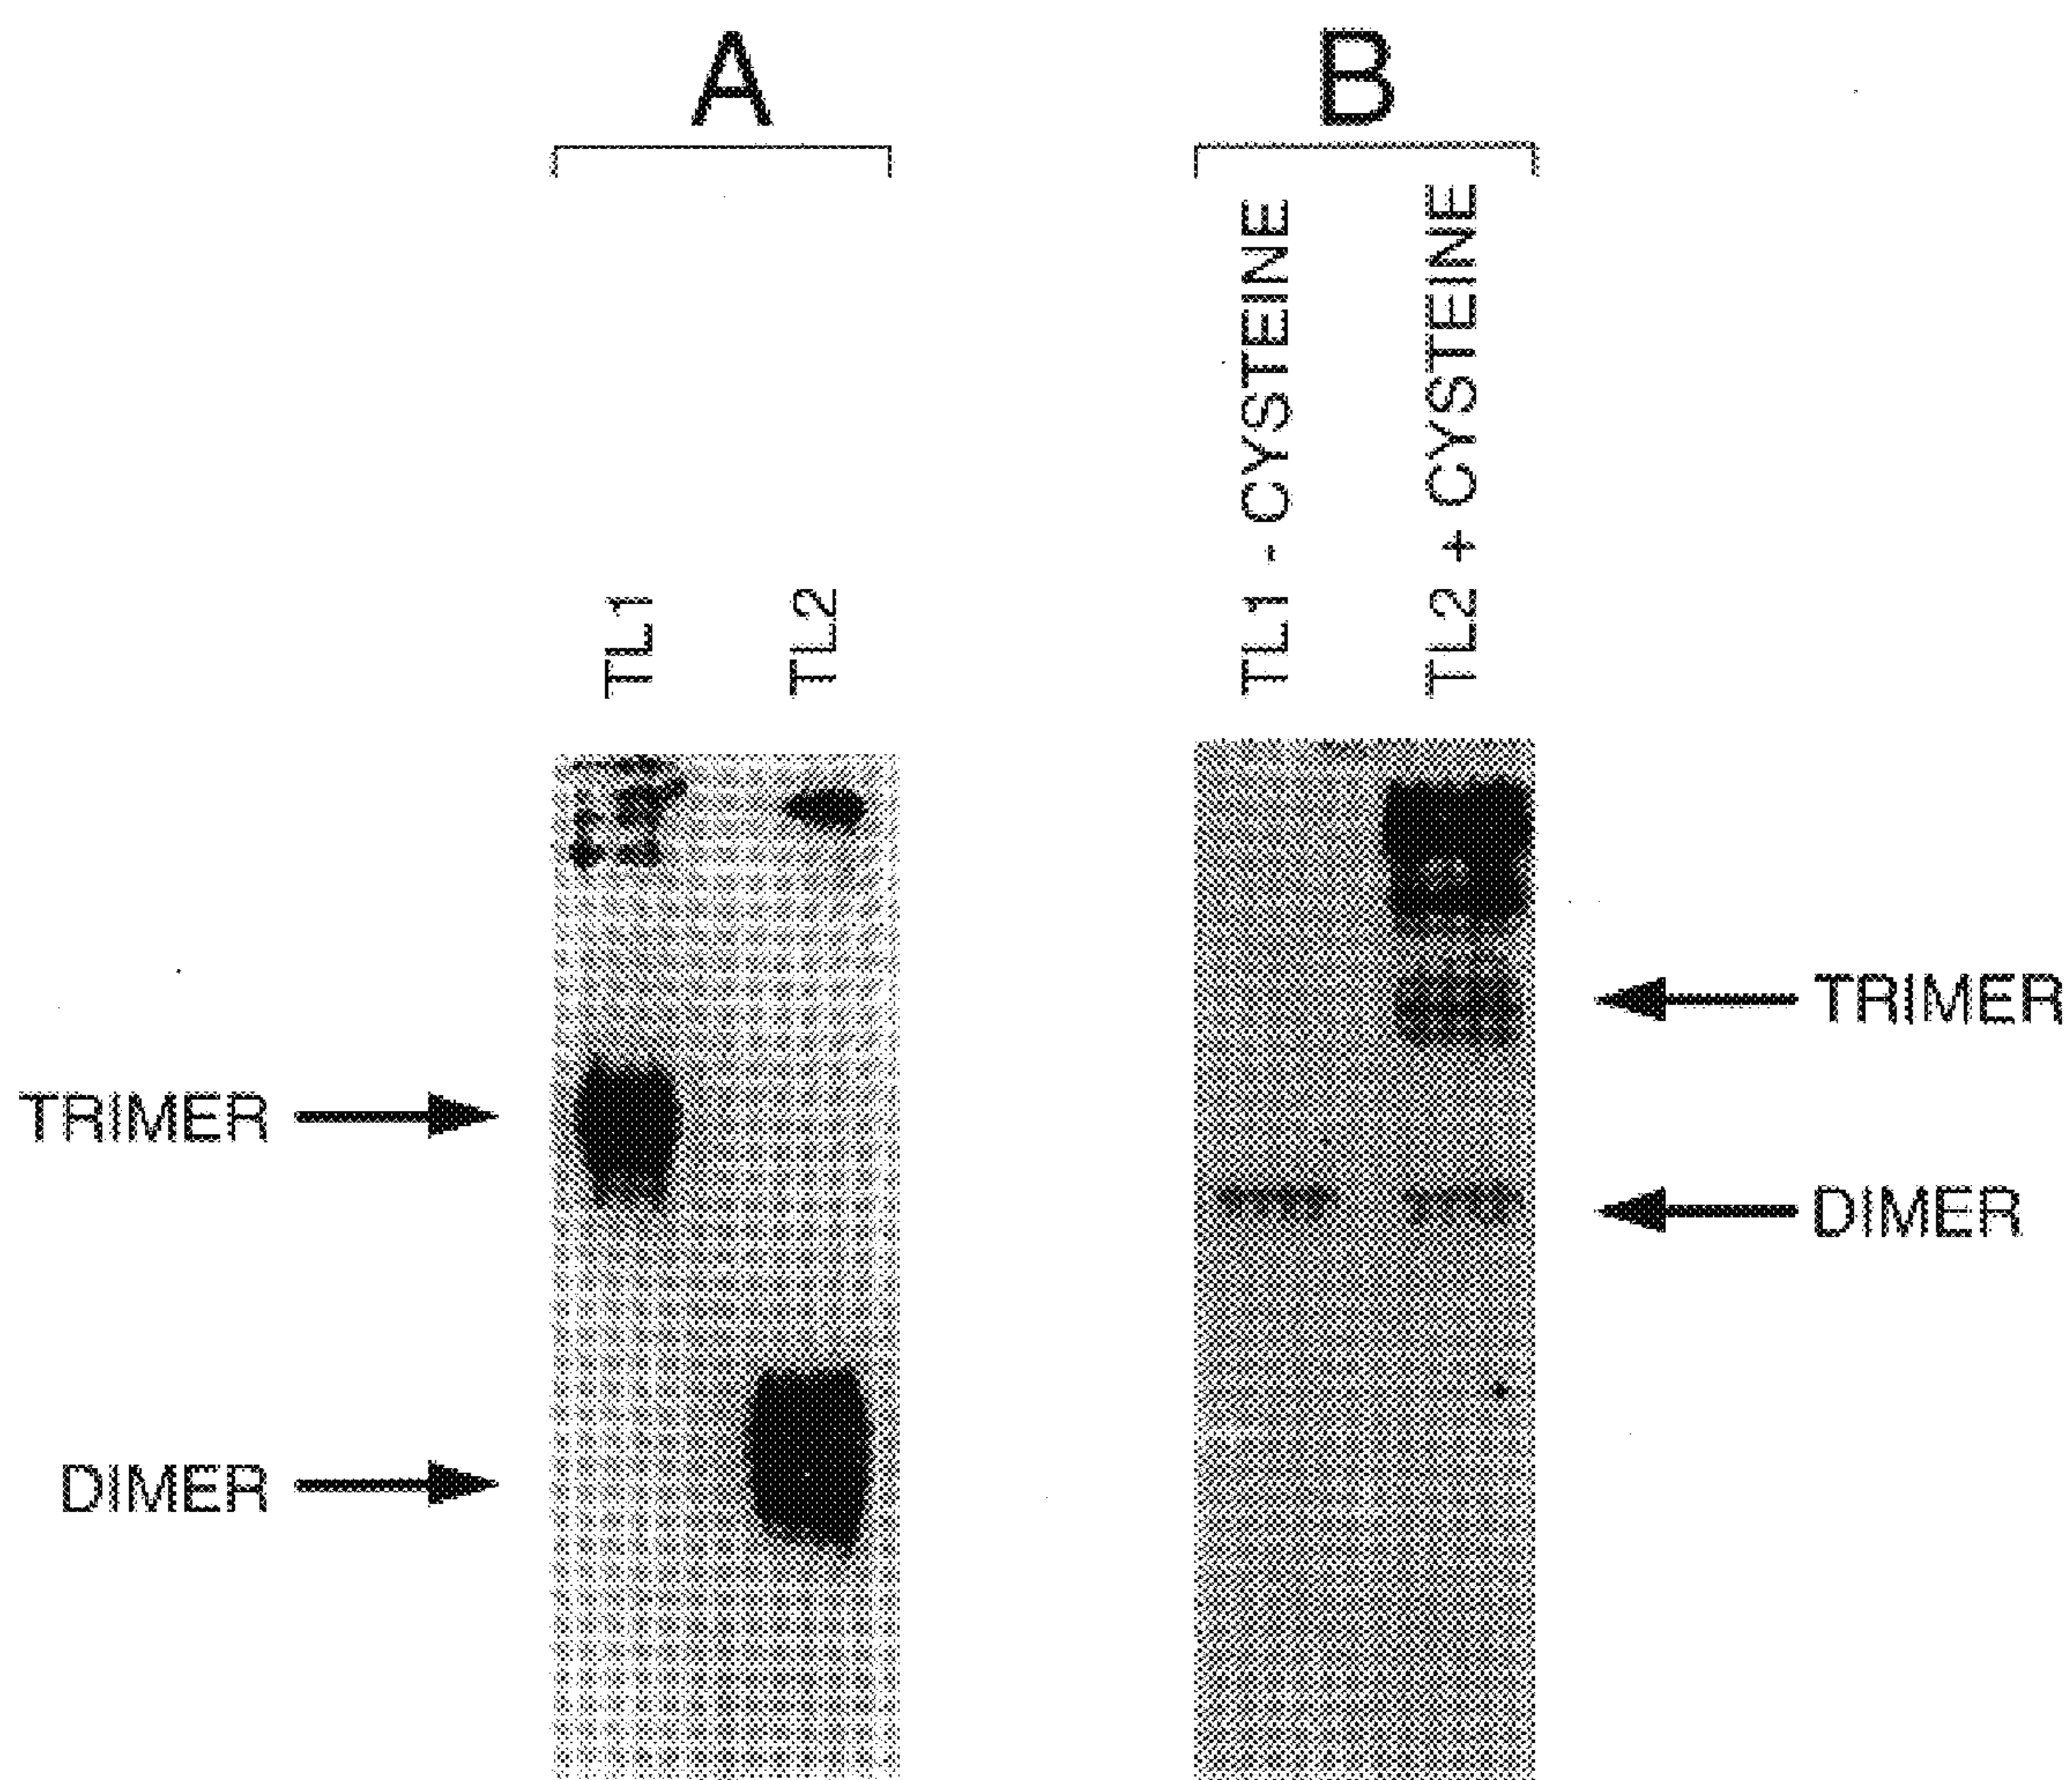 A
B
TL1
TL2
TL1 - CYSTEINE
TL2 + CYSTEINE
TRIMER
DIMER
TRIMER
DIMER